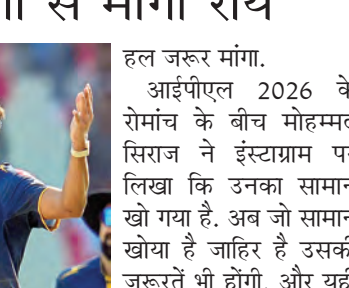 से मांगी राय
हल जरूर मांगा.
आईपीएल 2026 के
रोमांच के बीच मोहम्मद
सिराज ने इंस्टाग्राम पर
लिखा कि उनका सामान
खो गया है. अब जो सामान
खोया है जाहिर है उसकी
जरूरतें भी होंगी. और यही